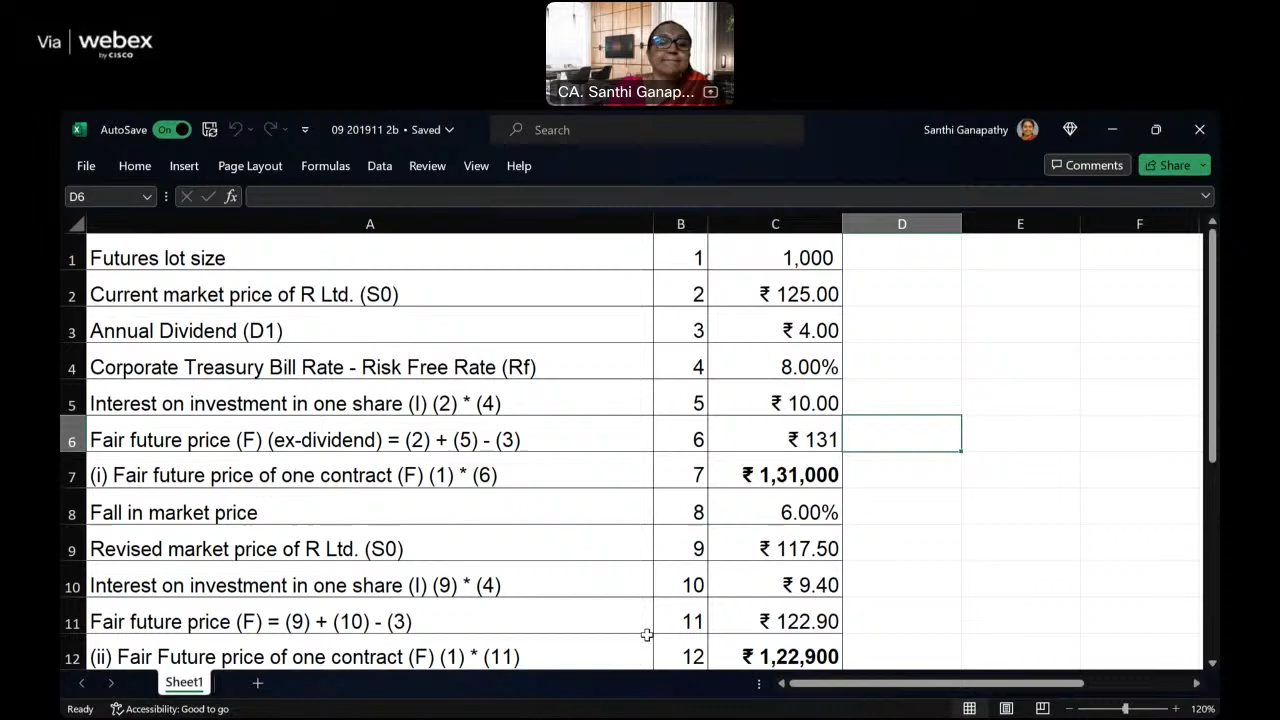 Via | webex
by CISCO
CA. Santhi Ganap...
AutoSave On 09 201911 2b • Saved Search Santhi Ganapathy
File Home Insert Page Layout Formulas Data Review View Help Comments Share
D6 fx
A B C D E F
1 Futures lot size 1 1,000
2 Current market price of R Ltd. (S0) 2 ₹ 125.00
3 Annual Dividend (D1) 3 ₹ 4.00
4 Corporate Treasury Bill Rate - Risk Free Rate (Rf) 4 8.00%
5 Interest on investment in one share (I) (2) * (4) 5 ₹ 10.00
6 Fair future price (F) (ex-dividend) = (2) + (5) - (3) 6 ₹ 131
7 (i) Fair future price of one contract (F) (1) * (6) 7 ₹ 1,31,000
8 Fall in market price 8 6.00%
9 Revised market price of R Ltd. (S0) 9 ₹ 117.50
10 Interest on investment in one share (I) (9) * (4) 10 ₹ 9.40
11 Fair future price (F) = (9) + (10) - (3) 11 ₹ 122.90
12 (ii) Fair Future price of one contract (F) (1) * (11) 12 ₹ 1,22,900
Sheet1
Ready Accessibility: Good to go 120%